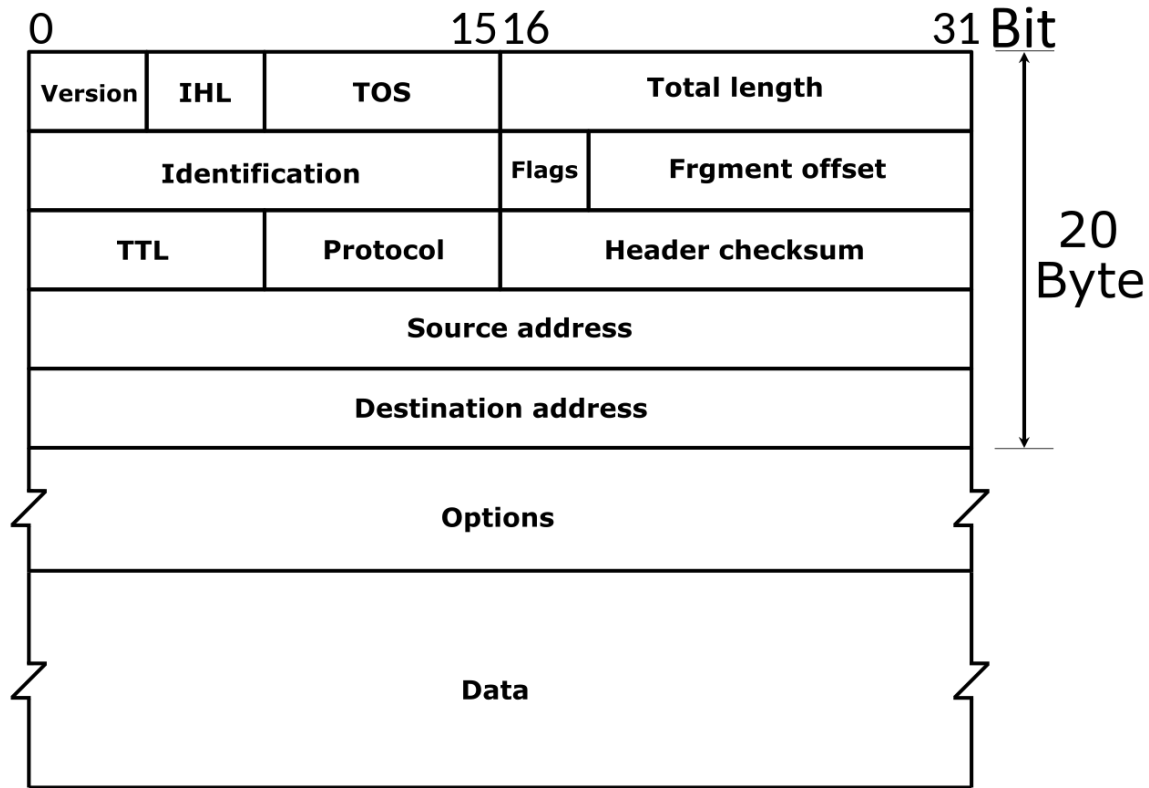 0 15 16 31 Bit
Version IHL TOS Total length
Identification Flags Frgment offset
TTL Protocol Header checksum
20
Byte
Source address
Destination address
Options
Data